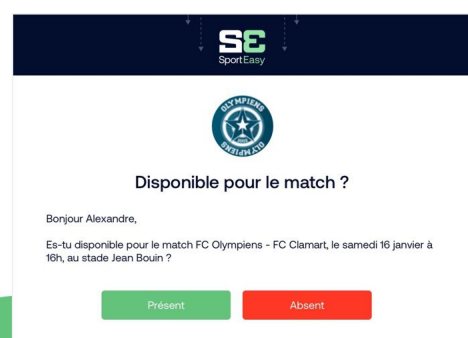 SE
SportEasy
OLYMPIENS
OLYMPIENS
Disponible pour le match ?
Bonjour Alexandre,
Es-tu disponible pour le match FC Olympiens - FC Clamart, le samedi 16 janvier à
16h, au stade Jean Bouin ?
Présent
Absent